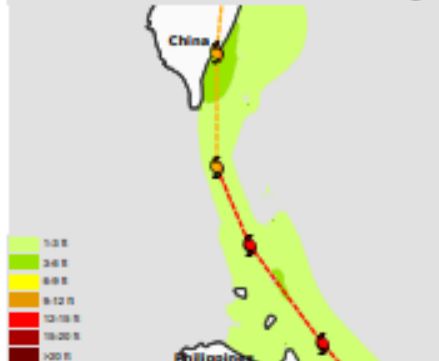 China
1-3 ft
3-6 ft
6-9 ft
9-12 ft
12-15 ft
15-20 ft
>20 ft
Philippines